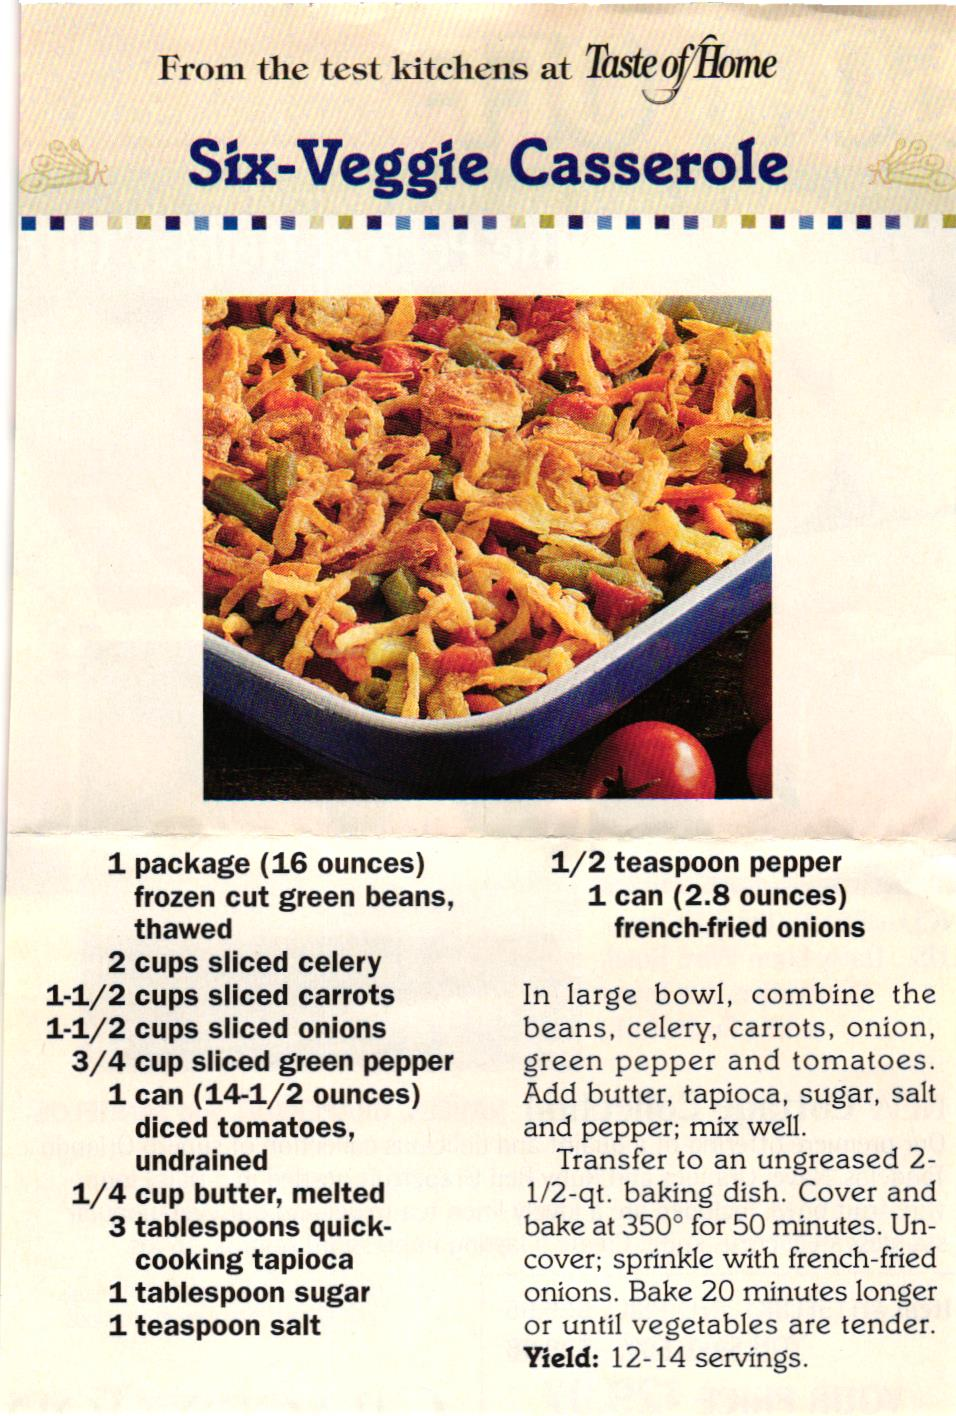 From the test kitchens at Taste of Home
Six-Veggie Casserole
1 package (16 ounces)
frozen cut green beans,
thawed
2 cups sliced celery
1-1/2 cups sliced carrots
1-1/2 cups sliced onions
3/4 cup sliced green pepper
1 can (14-1/2 ounces)
diced tomatoes,
undrained
1/4 cup butter, melted
3 tablespoons quick-
cooking tapioca
1 tablespoon sugar
1 teaspoon salt
1/2 teaspoon pepper
1 can (2.8 ounces)
french-fried onions
In large bowl, combine the
beans, celery, carrots, onion,
green pepper and tomatoes.
Add butter, tapioca, sugar, salt
and pepper; mix well.
Transfer to an ungreased 2-
1/2-qt. baking dish. Cover and
bake at 350° for 50 minutes. Un-
cover; sprinkle with french-fried
onions. Bake 20 minutes longer
or until vegetables are tender.
Yield: 12-14 servings.